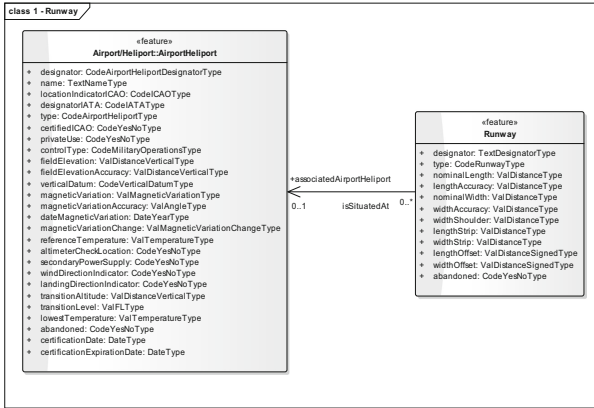 class 1 - Runway
«feature»
Airport/Heliport::AirportHeliport
+ designator: CodeAirportHeliportDesignatorType
+ name: TextNameType
+ locationIndicatorICAO: CodeICAOType
+ designatorIATA: CodeIATAType
+ type: CodeAirportHeliportType
+ certifiedICAO: CodeYesNoType
+ privateUse: CodeYesNoType
+ controlType: CodeMilitaryOperationsType
+ fieldElevation: ValDistanceVerticalType
+ fieldElevationAccuracy: ValDistanceVerticalType
+ verticalDatum: CodeVerticalDatumType
+ magneticVariation: ValMagneticVariationType
+ magneticVariationAccuracy: ValAngleType
+ dateMagneticVariation: DateYearType
+ magneticVariationChange: ValMagneticVariationChangeType
+ referenceTemperature: ValTemperatureType
+ altimeterCheckLocation: CodeYesNoType
+ secondaryPowerSupply: CodeYesNoType
+ windDirectionIndicator: CodeYesNoType
+ landingDirectionIndicator: CodeYesNoType
+ transitionAltitude: ValDistanceVerticalType
+ transitionLevel: ValFLType
+ lowestTemperature: ValTemperatureType
+ abandoned: CodeYesNoType
+ certificationDate: DateType
+ certificationExpirationDate: DateType
+associatedAirportHeliport
0..1 isSituatedAt 0..*
«feature»
Runway
+ designator: TextDesignatorType
+ type: CodeRunwayType
+ nominalLength: ValDistanceType
+ lengthAccuracy: ValDistanceType
+ nominalWidth: ValDistanceType
+ widthAccuracy: ValDistanceType
+ widthShoulder: ValDistanceType
+ lengthStrip: ValDistanceType
+ widthStrip: ValDistanceType
+ lengthOffset: ValDistanceSignedType
+ widthOffset: ValDistanceSignedType
+ abandoned: CodeYesNoType